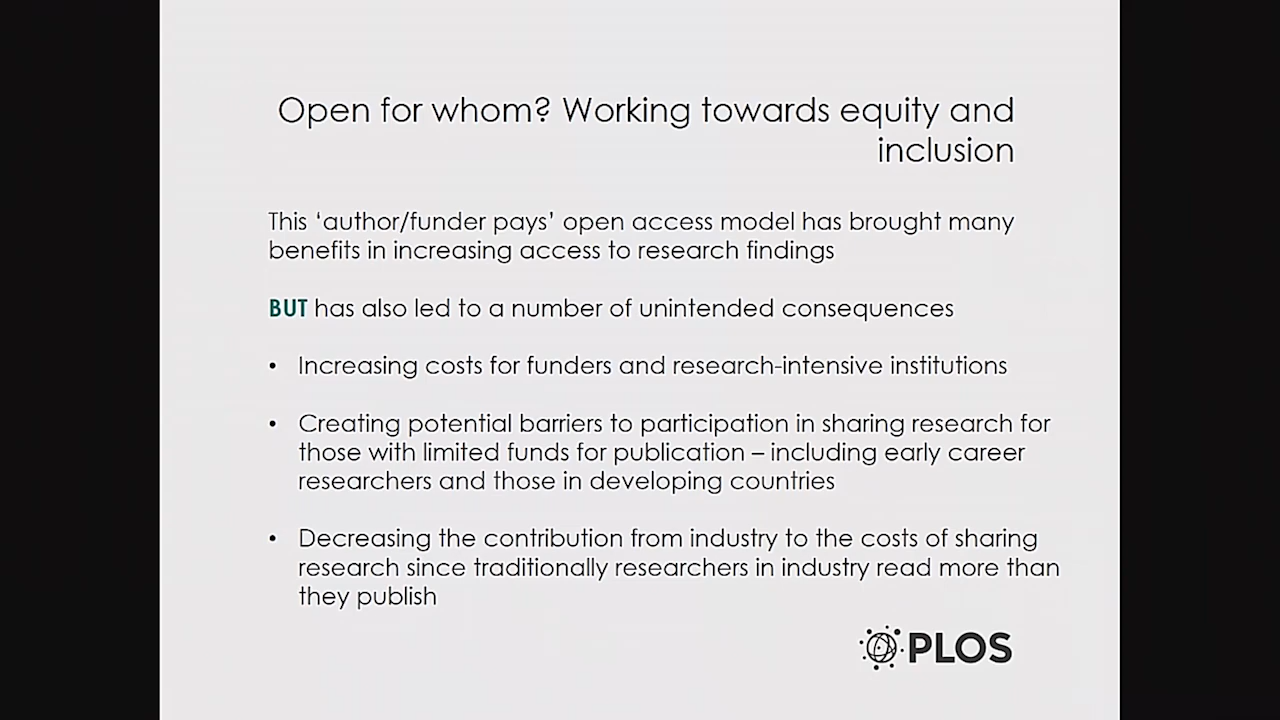 Open for whom? Working towards equity and
inclusion
This ‘author/funder pays’ open access model has brought many
benefits in increasing access to research findings
BUT has also led to a number of unintended consequences
• Increasing costs for funders and research-intensive institutions
• Creating potential barriers to participation in sharing research for
those with limited funds for publication – including early career
researchers and those in developing countries
• Decreasing the contribution from industry to the costs of sharing
research since traditionally researchers in industry read more than
they publish
PLOS